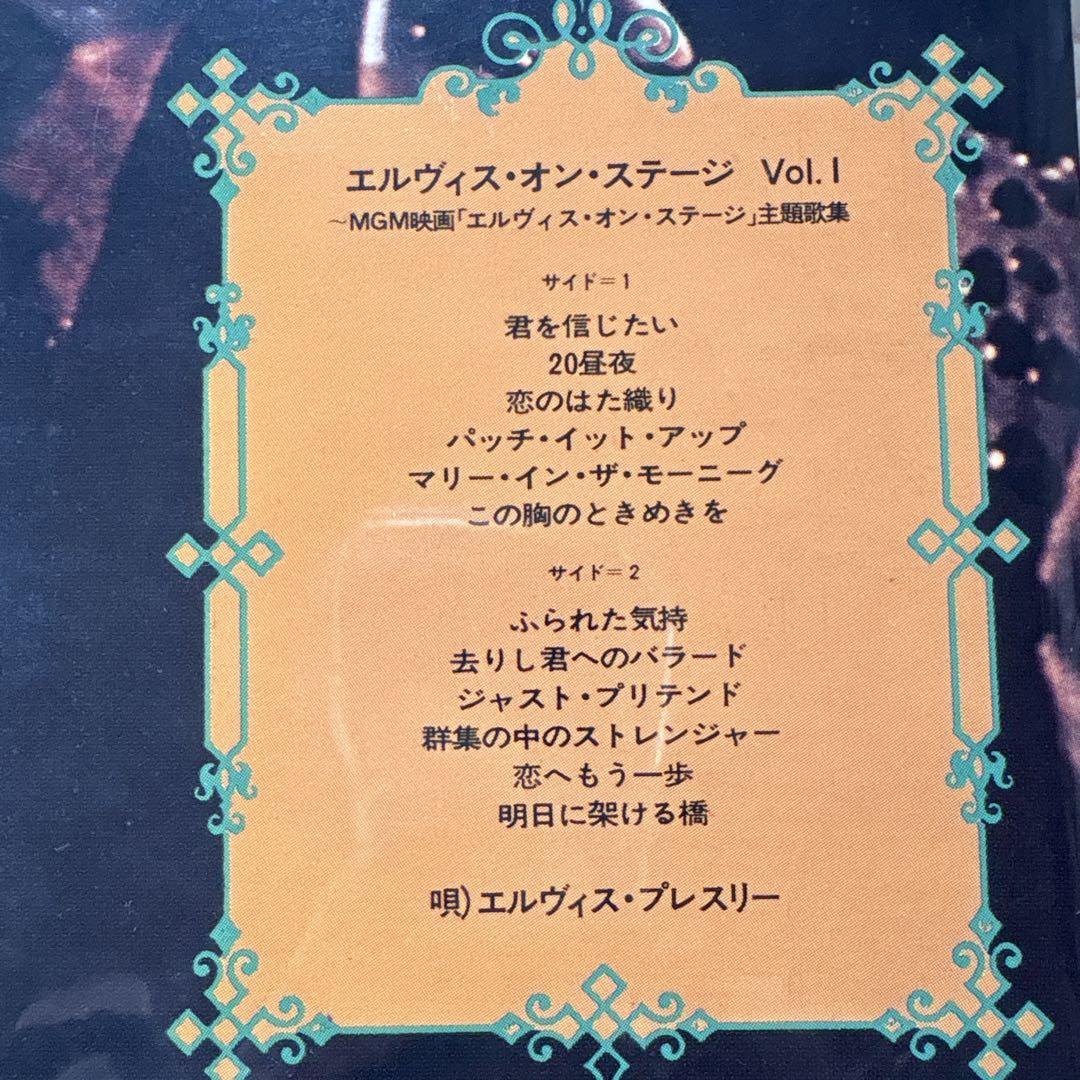 エルヴィス・オン・ステージ Vol. I
〜MGM映画「エルヴィス・オン・ステージ」主題歌集
サイド=1
君を信じたい
20昼夜
恋のはた織り
パッチ・イット・アップ
マリー・イン・ザ・モーニーグ
この胸のときめきを
サイド=2
ふられた気持
去りし君へのバラード
ジャスト・プリテンド
群集の中のストレンジャー
恋へもう一歩
明日に架ける橋
唄)エルヴィス・プレスリー